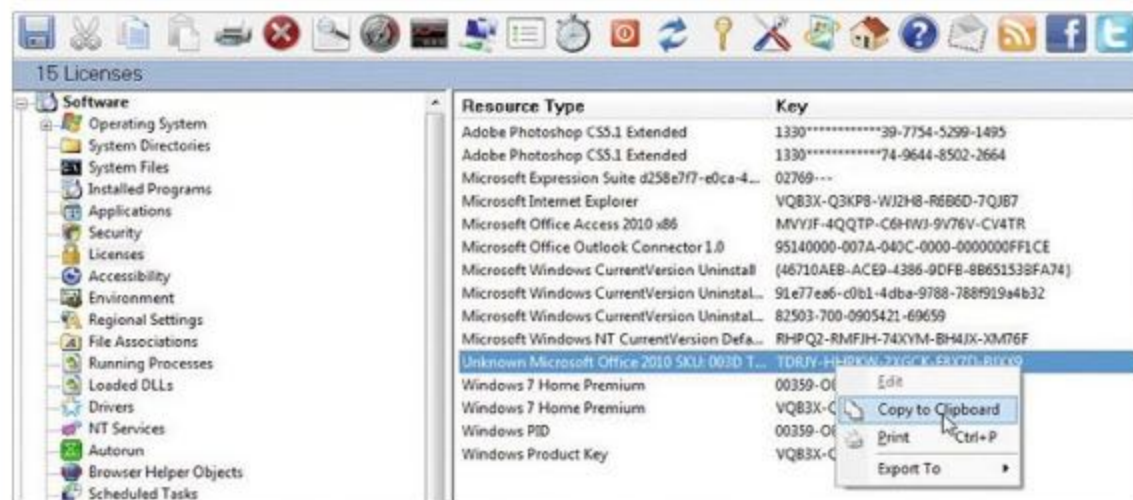 15 Licenses
Software
Operating System
System Directories
System Files
Installed Programs
Applications
Security
Licenses
Accessibility
Environment
Regional Settings
File Associations
Running Processes
Loaded DLLs
Drivers
NT Services
Autorun
Browser Helper Objects
Scheduled Tasks
Resource Type Key
Adobe Photoshop CS5.1 Extended 1330************39-7754-5299-1495
Adobe Photoshop CS5.1 Extended 1330************74-9644-8502-2664
Microsoft Expression Suite d258e7f7-e0ca-4... 02769---
Microsoft Internet Explorer VQB3X-Q3KP8-WJ2H8-R6B6D-7QJB7
Microsoft Office Access 2010 x86 MVYJF-4QQTP-C6HWJ-9V76V-CV4TR
Microsoft Office Outlook Connector 1.0 95140000-007A-040C-0000-0000000FF1CE
Microsoft Windows CurrentVersion Uninstall {46710AEB-ACE9-4386-9DFB-8B651538FA74}
Microsoft Windows CurrentVersion Uninstal... 91e77ea6-c0b1-4dba-9788-788f919a4b32
Microsoft Windows CurrentVersion Uninstal... 82503-700-0905421-69659
Microsoft Windows NT CurrentVersion Defa... RHPQ2-RMFJH-74XYM-BH4JX-XM76F
Unknown Microsoft Office 2010 SKU: 003D T...
Windows 7 Home Premium 00359-
Windows 7 Home Premium VQB3X-
Windows PID 00359-
Windows Product Key VQB3X-
Edit
Copy to Clipboard
Print Ctrl+P
Export To